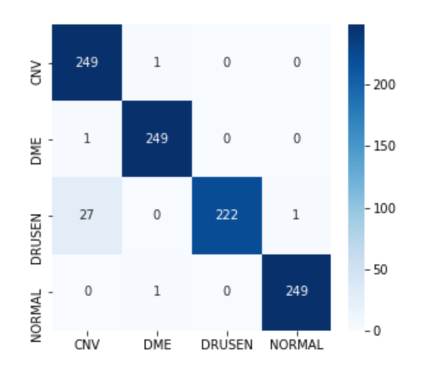 CNV 249 1 0 0
DME 1 249 0 0
DRUSEN 27 0 222 1
NORMAL 0 1 0 249
CNV DME DRUSEN NORMAL
200
150
100
50
0